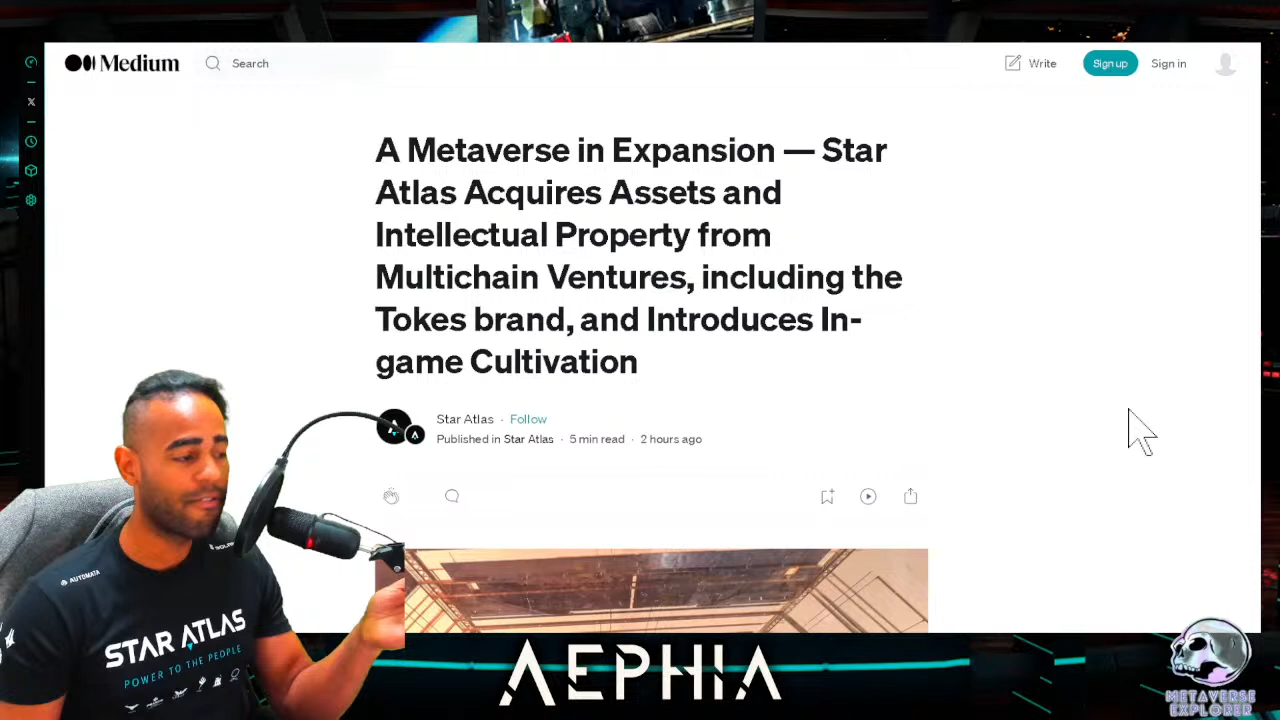 Medium
Search
Write
Sign up
Sign in
A Metaverse in Expansion — Star
Atlas Acquires Assets and
Intellectual Property from
Multichain Ventures, including the
Tokes brand, and Introduces In-
game Cultivation
Star Atlas · Follow
Published in Star Atlas · 5 min read · 2 hours ago
AUTOMATA
STAR ATLAS
POWER TO THE PEOPLE
AEPHIA
METAVERSE
EXPLORER